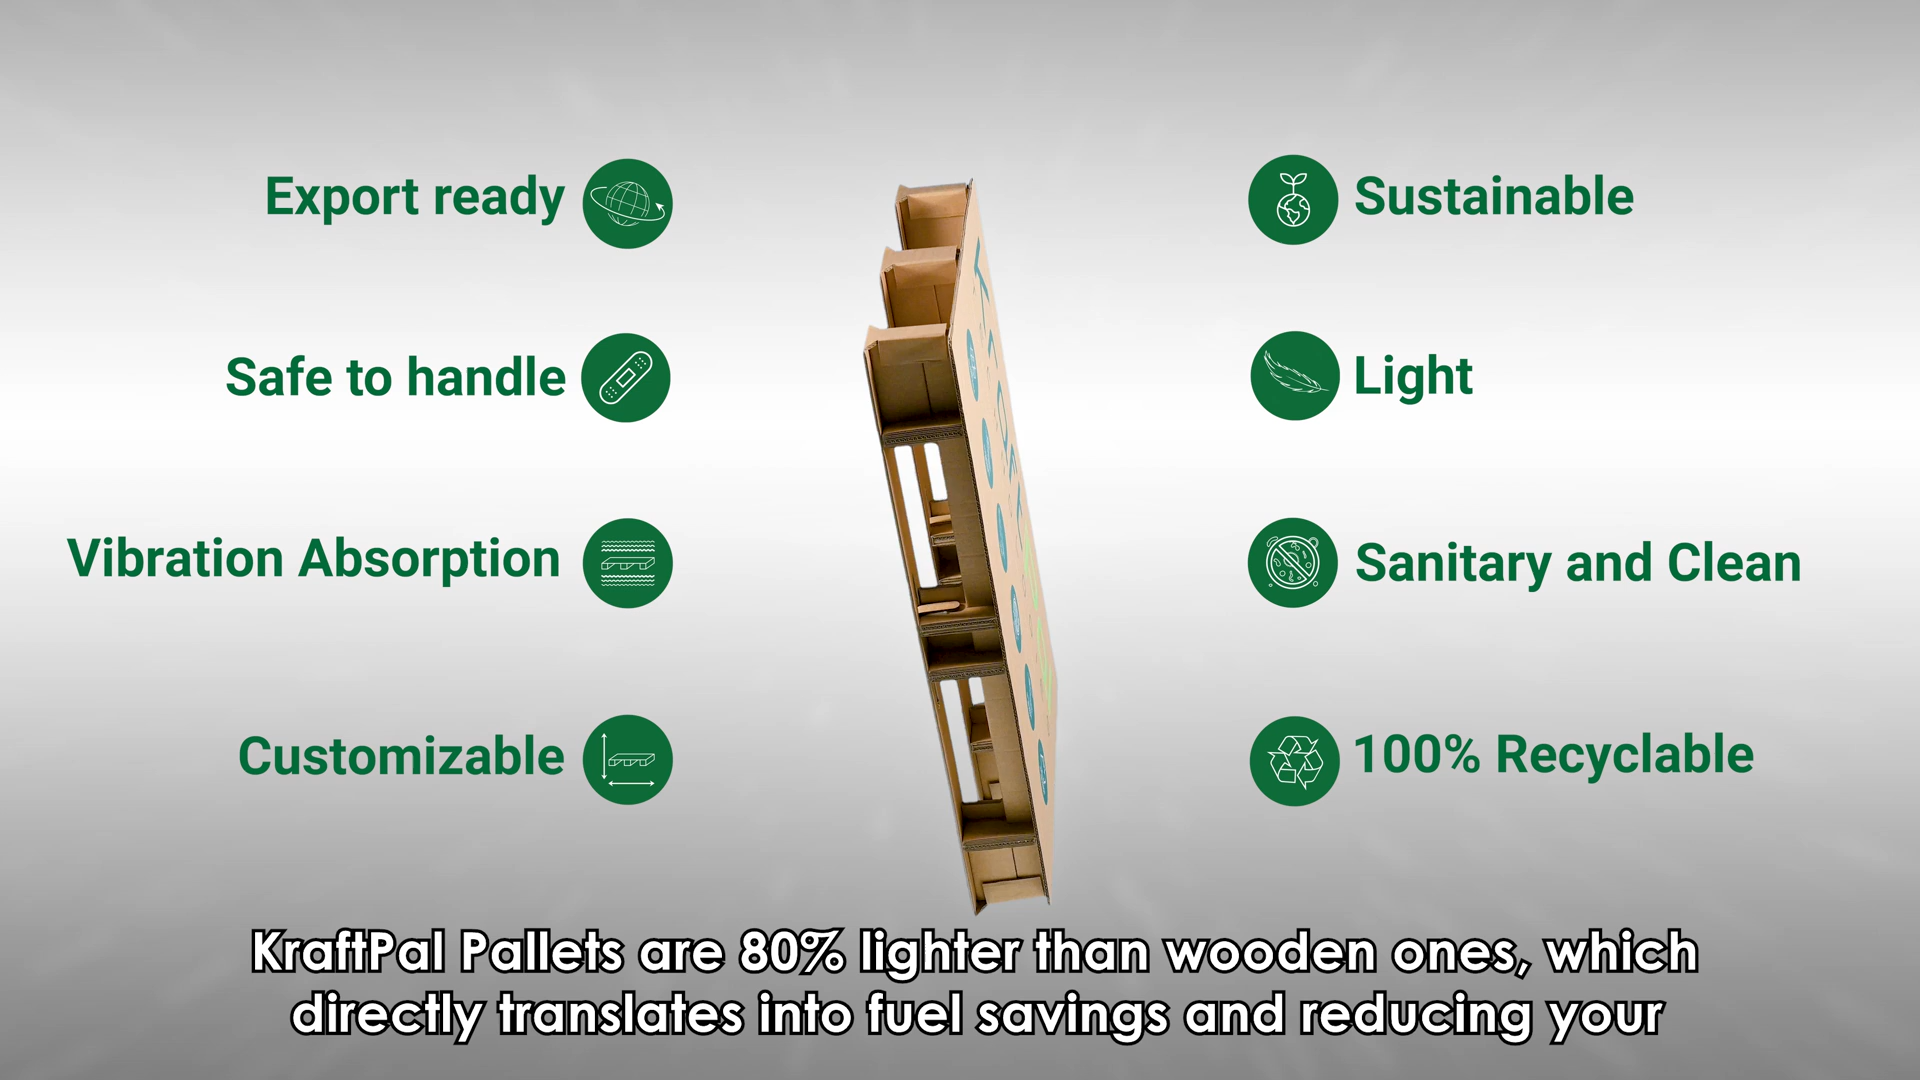 Export ready
Sustainable
Safe to handle
Light
Vibration Absorption
Sanitary and Clean
Customizable
100% Recyclable
KraftPal Pallets are 80% lighter than wooden ones, which
directly translates into fuel savings and reducing your